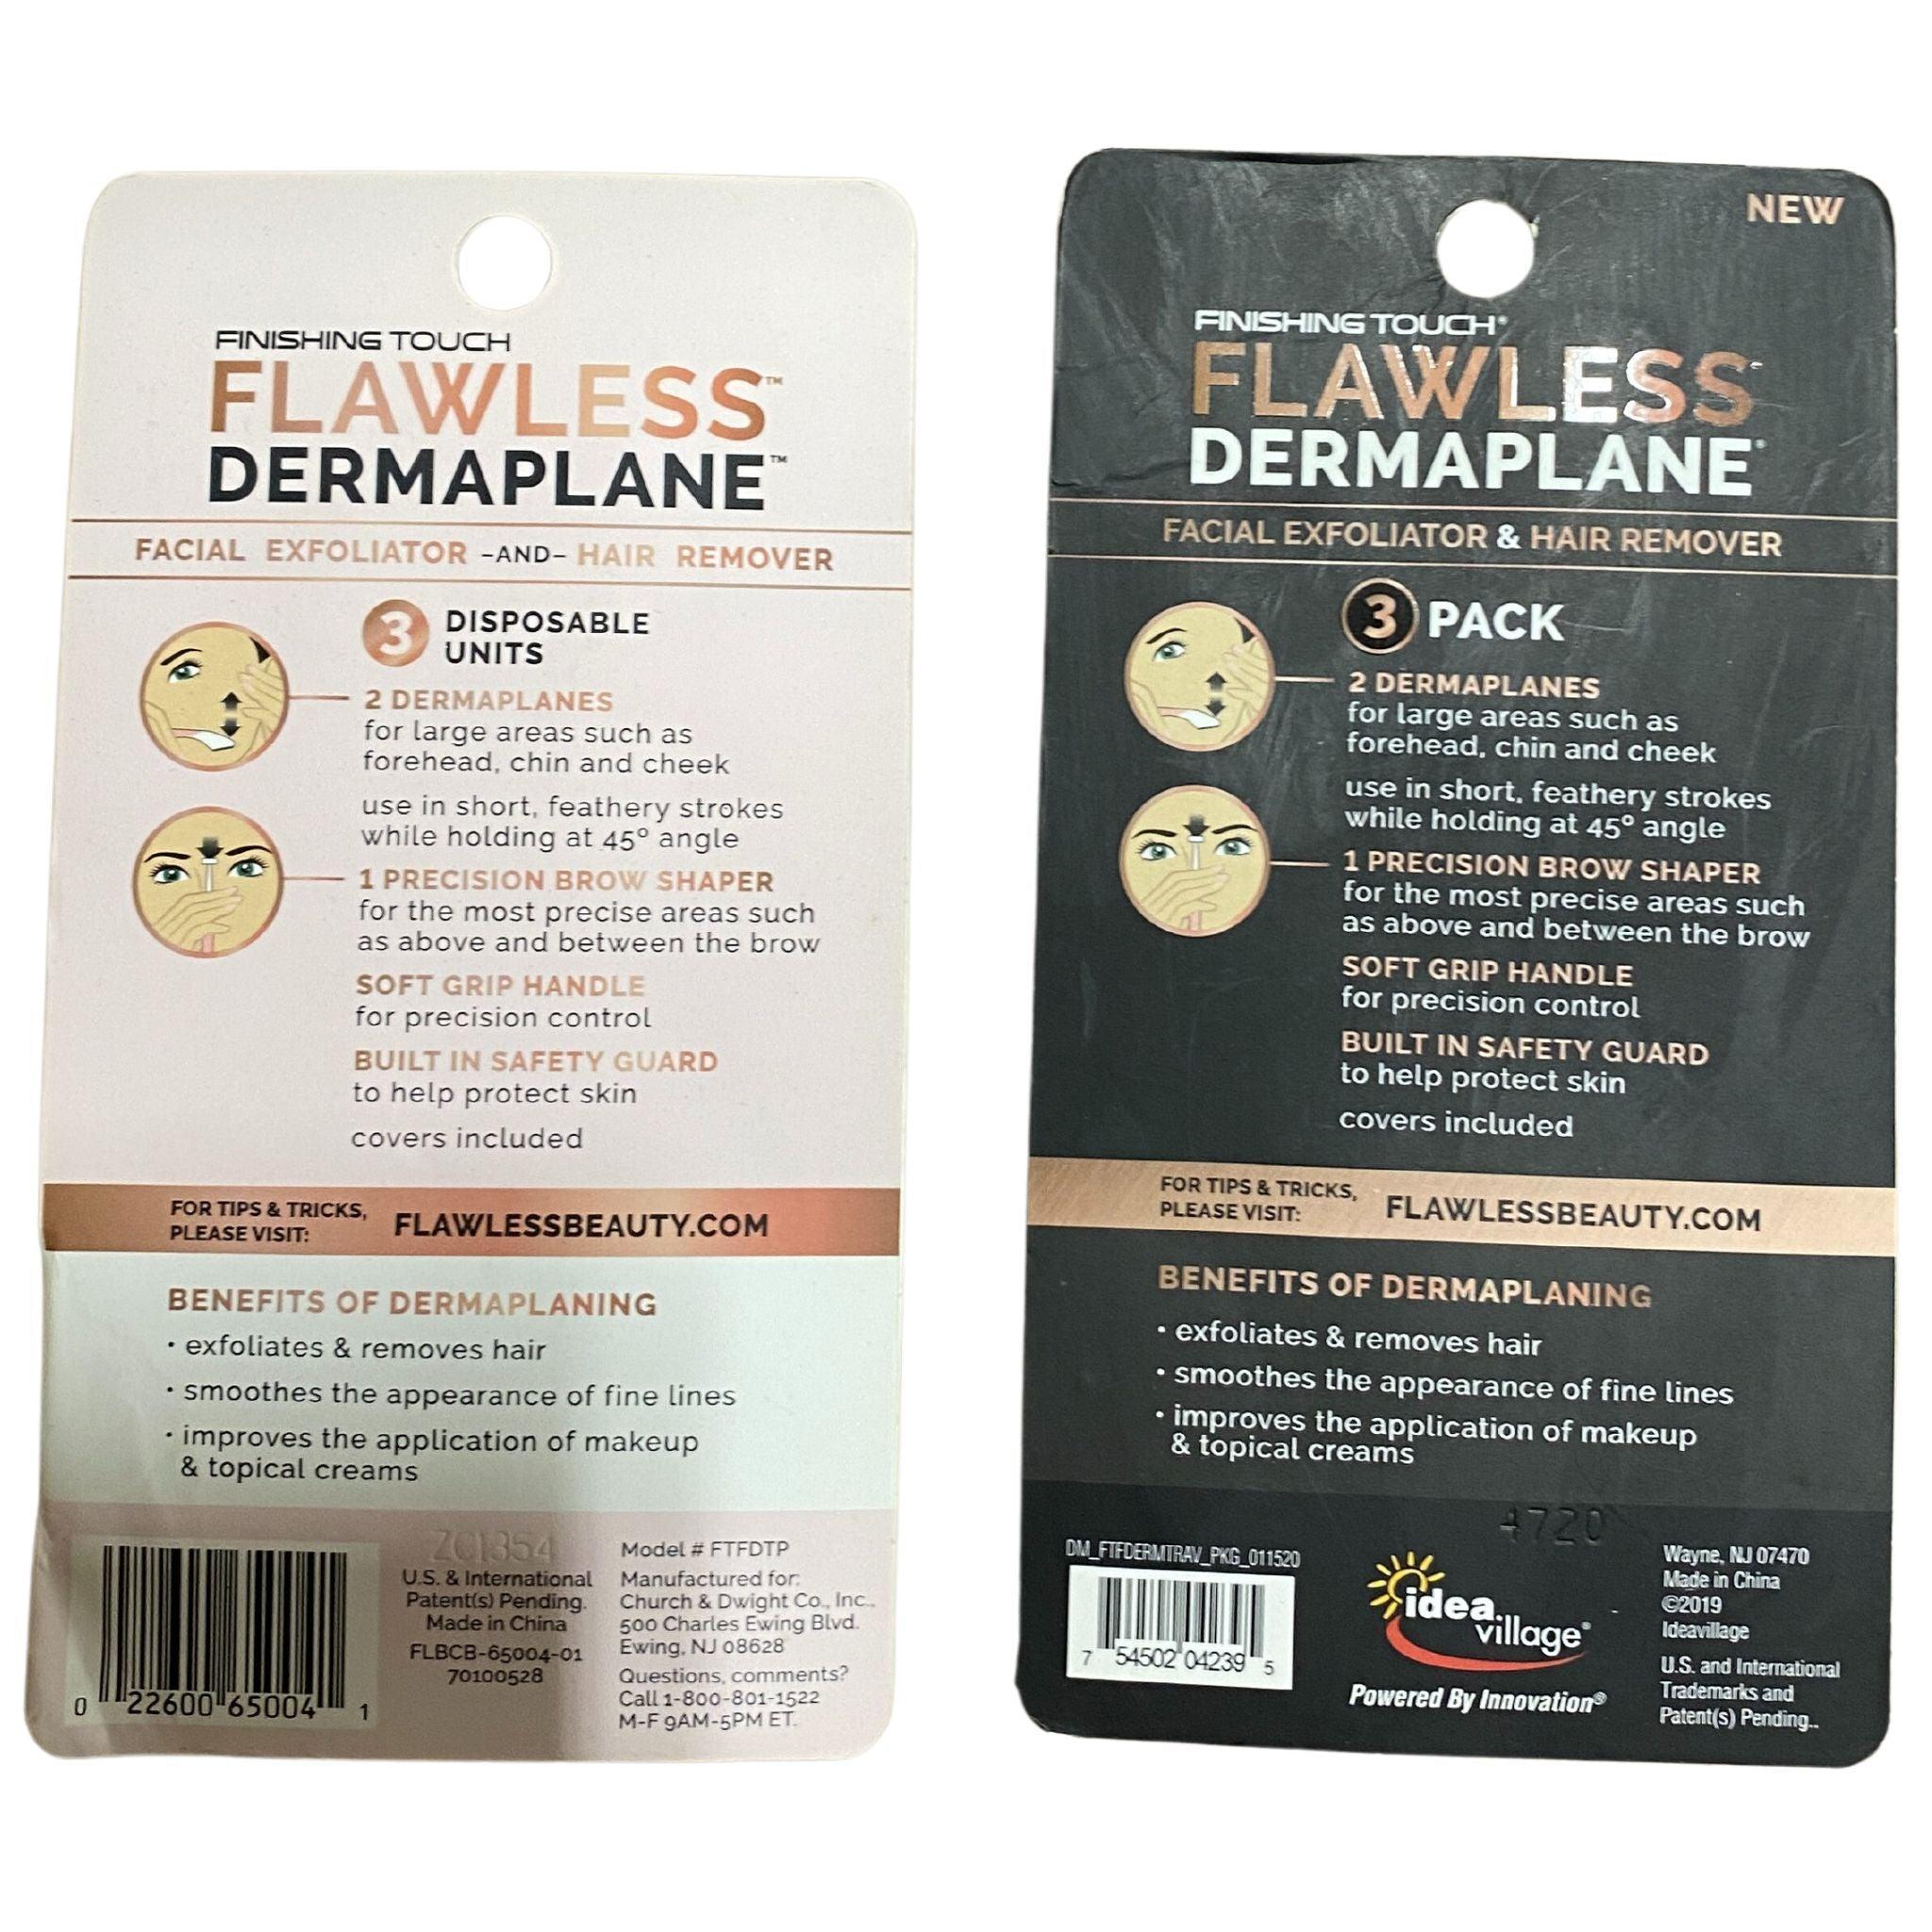 FINISHING TOUCH
FLAWLESS™
DERMAPLANE™
FACIAL EXFOLIATOR -AND- HAIR REMOVER
3 DISPOSABLE
UNITS
2 DERMAPLANES
for large areas such as
forehead, chin and cheek
use in short, feathery strokes
while holding at 45° angle
1 PRECISION BROW SHAPER
for the most precise areas such
as above and between the brow
SOFT GRIP HANDLE
for precision control
BUILT IN SAFETY GUARD
to help protect skin
covers included
FOR TIPS & TRICKS,
PLEASE VISIT:
FLAWLESSBEAUTY.COM
BENEFITS OF DERMAPLANING
• exfoliates & removes hair
• smoothes the appearance of fine lines
• improves the application of makeup
& topical creams
0 22600 65004 1
ZC1354
U.S. & International
Patent(s) Pending.
Made in China
FLBCB-65004-01
70100528
Model # FTFDTP
Manufactured for:
Church & Dwight Co., Inc.,
500 Charles Ewing Blvd.
Ewing, NJ 08628
Questions, comments?
Call 1-800-801-1522
M-F 9AM-5PM ET.
NEW
FINISHING TOUCH®
FLAWLESS™
DERMAPLANE®
FACIAL EXFOLIATOR & HAIR REMOVER
3 PACK
2 DERMAPLANES
for large areas such as
forehead, chin and cheek
use in short, feathery strokes
while holding at 45° angle
1 PRECISION BROW SHAPER
for the most precise areas such
as above and between the brow
SOFT GRIP HANDLE
for precision control
BUILT IN SAFETY GUARD
to help protect skin
covers included
FOR TIPS & TRICKS,
PLEASE VISIT:
FLAWLESSBEAUTY.COM
BENEFITS OF DERMAPLANING
• exfoliates & removes hair
• smoothes the appearance of fine lines
• improves the application of makeup
& topical creams
4720
DM_FTFDERMTRAV_PKG_011520
7 54502 04239 5
idea
village®
Powered By Innovation®
Wayne, NJ 07470
Made in China
©2019
Ideavillage
U.S. and International
Trademarks and
Patent(s) Pending..